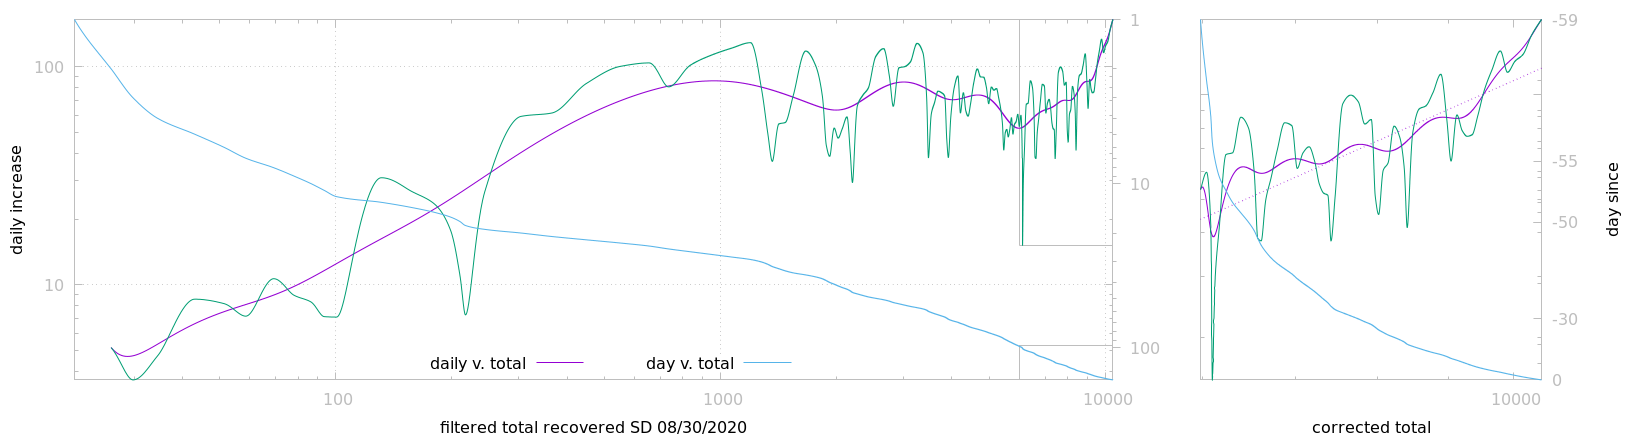 1
-59
100
daily increase
10
-55
-50
day since
10
-30
daily v. total
day v. total
100
0
100
1000
10000
10000
filtered total recovered SD 08/30/2020
corrected total